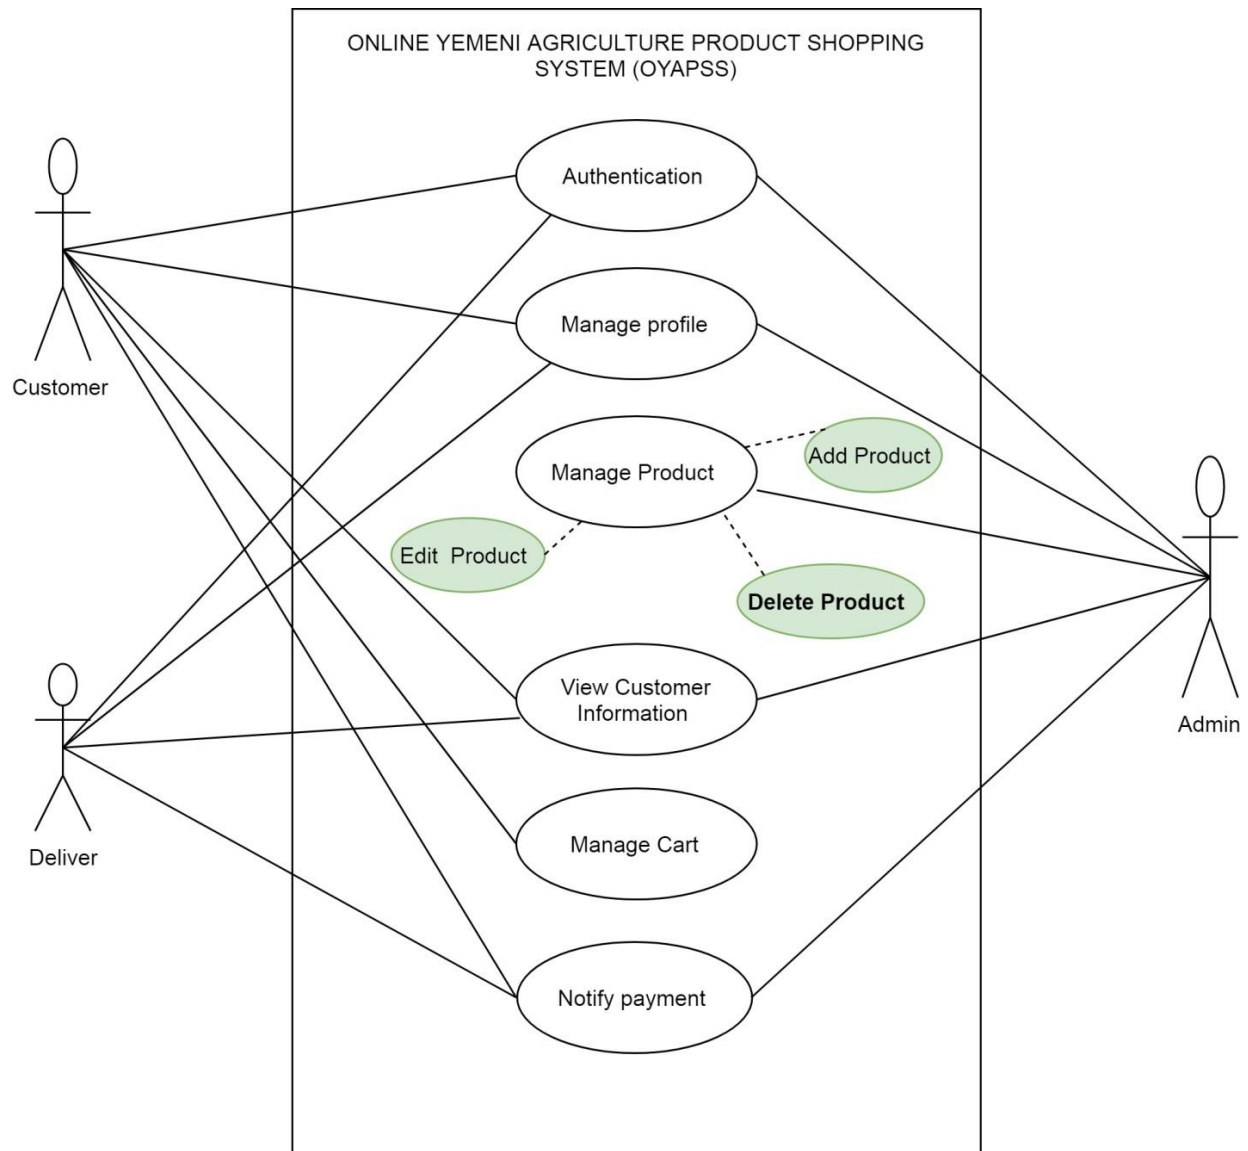 ONLINE YEMENI AGRICULTURE PRODUCT SHOPPING
SYSTEM (OYAPSS)
Authentication
Manage profile
Customer
Manage Product
Add Product
Edit  Product
Delete Product
View Customer
Information
Admin
Manage Cart
Deliver
Notify payment